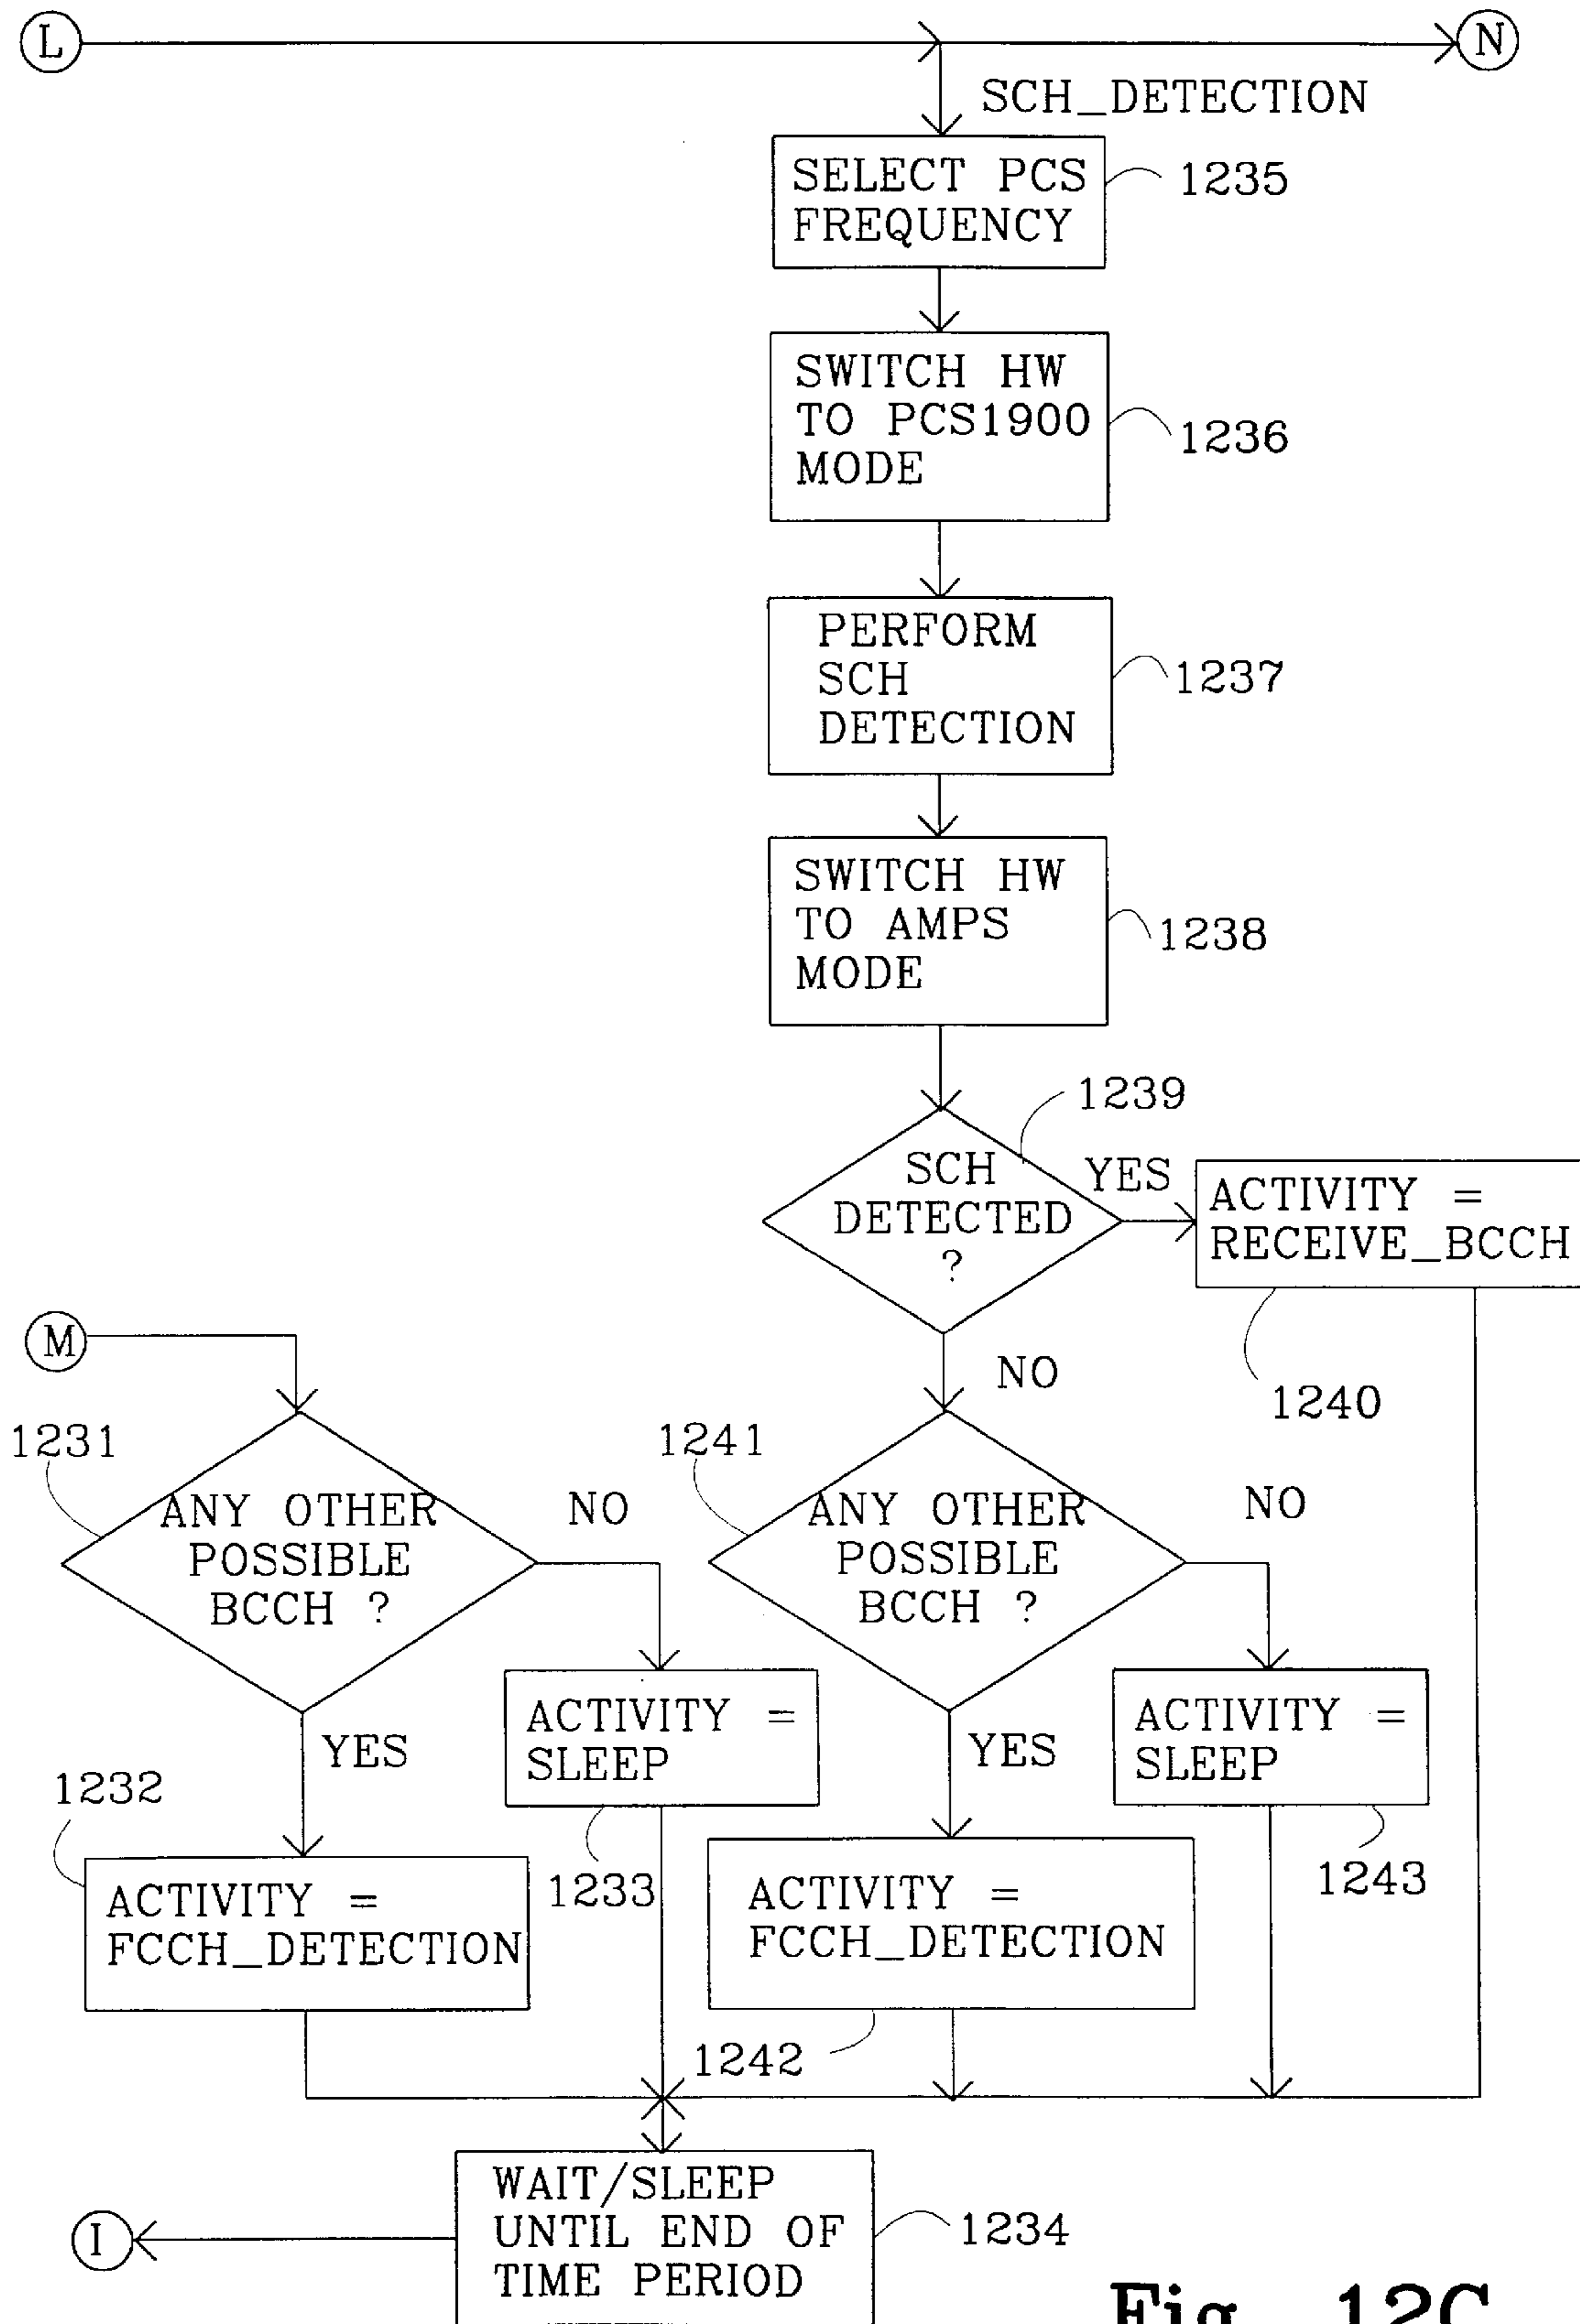 L
N
SCH_DETECTION
SELECT PCS
FREQUENCY
1235
SWITCH HW
TO PCS1900
MODE
1236
PERFORM
SCH
DETECTION
1237
SWITCH HW
TO AMPS
MODE
1238
1239
SCH
DETECTED
?
YES
ACTIVITY =
RECEIVE_BCCH
1240
NO
M
1231
ANY OTHER
POSSIBLE
BCCH ?
NO
1241
ANY OTHER
POSSIBLE
BCCH ?
NO
YES
ACTIVITY =
SLEEP
1233
YES
ACTIVITY =
SLEEP
1243
1232
ACTIVITY =
FCCH_DETECTION
ACTIVITY =
FCCH_DETECTION
1242
WAIT/SLEEP
UNTIL END OF
TIME PERIOD
1234
I
Fig. 12C